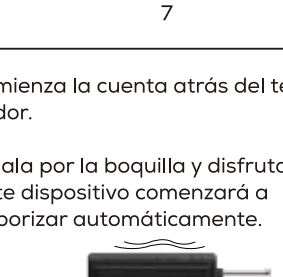 7
mienza la cuenta atrás del te
dor.
ala por la boquilla y disfruta
te dispositivo comenzará a
porizar automáticamente.